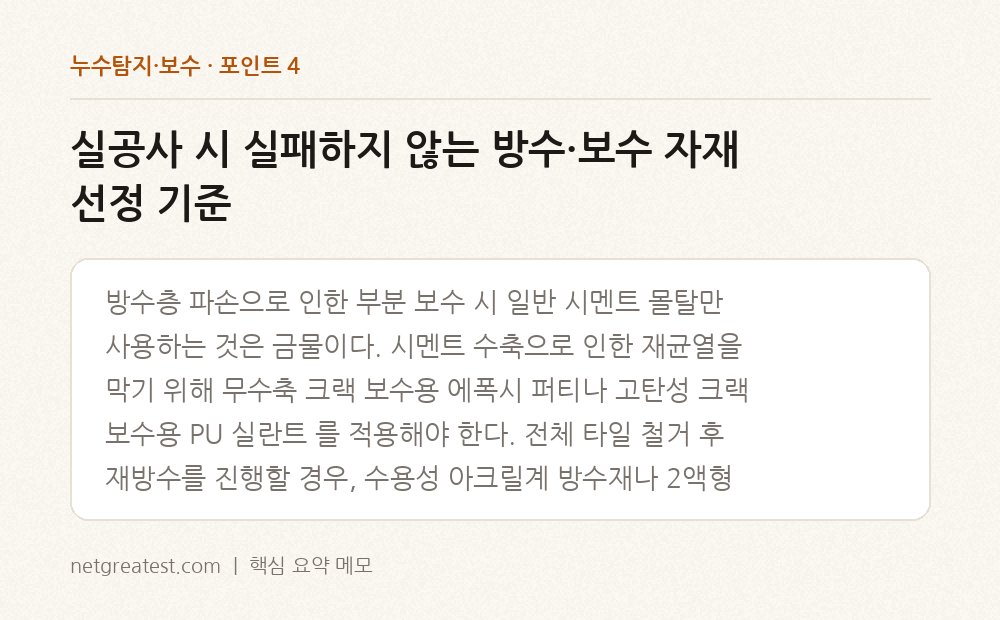 누수탐지·보수 · 포인트 4
실공사 시 실패하지 않는 방수·보수 자재
선정 기준
방수층 파손으로 인한 부분 보수 시 일반 시멘트 몰탈만
사용하는 것은 금물이다. 시멘트 수축으로 인한 재균열을
막기 위해 무수축 크랙 보수용 에폭시 퍼티나 고탄성 크랙
보수용 PU 실란트 를 적용해야 한다. 전체 타일 철거 후
재방수를 진행할 경우, 수용성 아크릴계 방수재나 2액형
netgreatest.com | 핵심 요약 메모